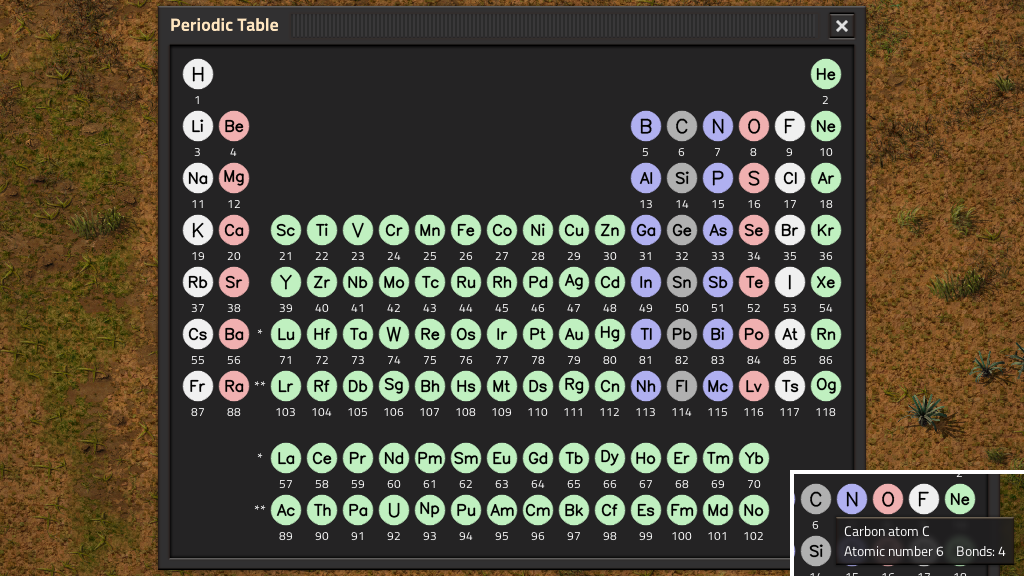 Periodic Table
H He
1 2
Li Be B C N O F Ne
3 4 5 6 7 8 9 10
Na Mg Al Si P S Cl Ar
11 12 13 14 15 16 17 18
K Ca Sc Ti V Cr Mn Fe Co Ni Cu Zn Ga Ge As Se Br Kr
19 20 21 22 23 24 25 26 27 28 29 30 31 32 33 34 35 36
Rb Sr Y Zr Nb Mo Tc Ru Rh Pd Ag Cd In Sn Sb Te I Xe
37 38 39 40 41 42 43 44 45 46 47 48 49 50 51 52 53 54
Cs Ba * Lu Hf Ta W Re Os Ir Pt Au Hg Tl Pb Bi Po At Rn
55 56 71 72 73 74 75 76 77 78 79 80 81 82 83 84 85 86
Fr Ra ** Lr Rf Db Sg Bh Hs Mt Ds Rg Cn Nh Fl Mc Lv Ts Og
87 88 103 104 105 106 107 108 109 110 111 112 113 114 115 116 117 118
* La Ce Pr Nd Pm Sm Eu Gd Tb Dy Ho Er Tm Yb
57 58 59 60 61 62 63 64 65 66 67 68 69 70
** Ac Th Pa U Np Pu Am Cm Bk Cf Es Fm Md No
89 90 91 92 93 94 95 96 97 98 99 100 101 102
C N O F Ne
6
Carbon atom C
Si Atomic number 6 Bonds: 4